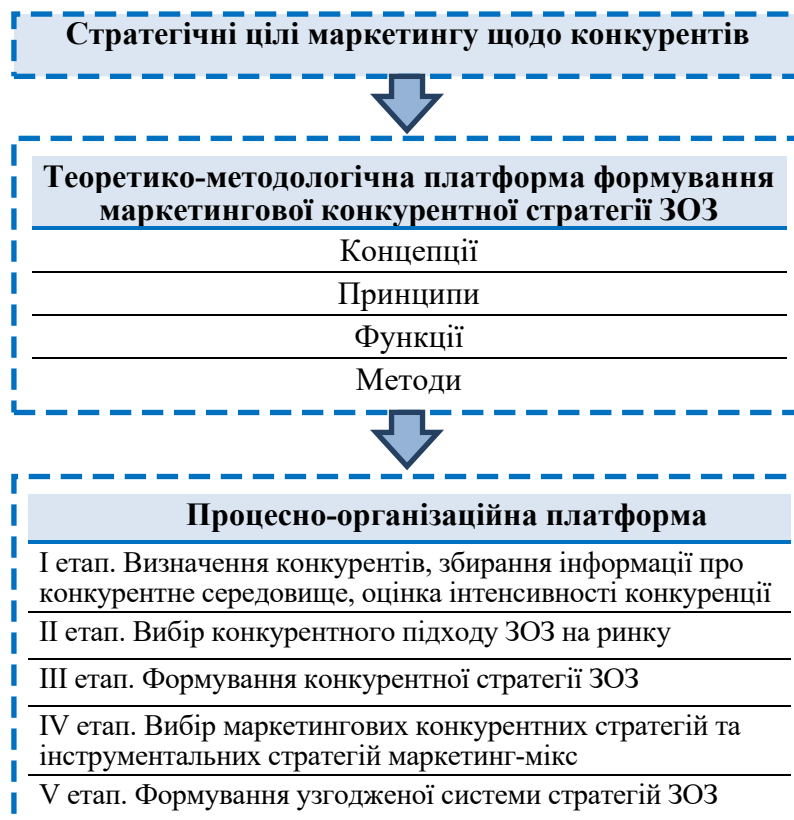 Стратегічні цілі маркетингу щодо конкурентів
Теоретико-методологічна платформа формування
маркетингової конкурентної стратегії ЗОЗ
Концепції
Принципи
Функції
Методи
Процесно-організаційна платформа
І етап. Визначення конкурентів, збирання інформації про
конкурентне середовище, оцінка інтенсивності конкуренції
ІІ етап. Вибір конкурентного підходу ЗОЗ на ринку
ІІІ етап. Формування конкурентної стратегії ЗОЗ
IV етап. Вибір маркетингових конкурентних стратегій та
інструментальних стратегій маркетинг-мікс
V етап. Формування узгодженої системи стратегій ЗОЗ